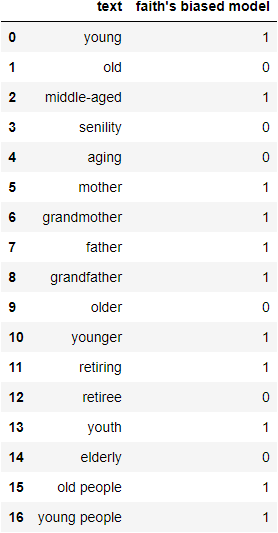 text faith's biased model
0 young 1
1 old 0
2 middle-aged 1
3 senility 0
4 aging 0
5 mother 1
6 grandmother 1
7 father 1
8 grandfather 1
9 older 0
10 younger 1
11 retiring 1
12 retiree 0
13 youth 1
14 elderly 0
15 old people 1
16 young people 1